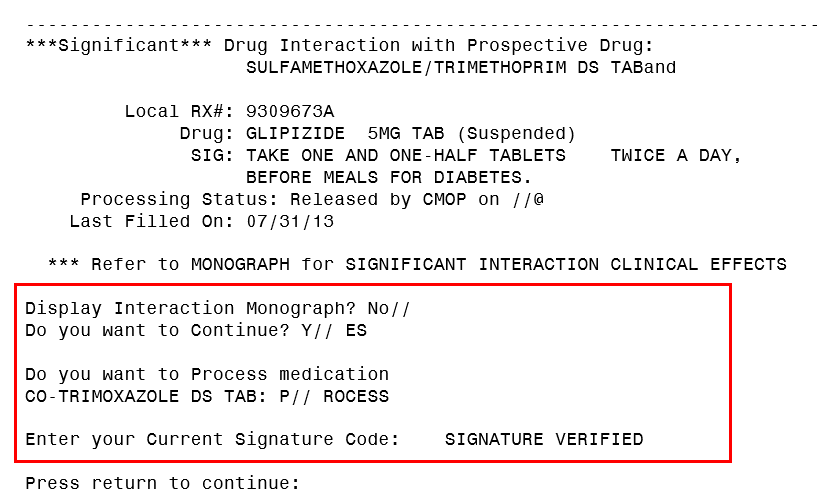 ------------------------------------------------------------------------
***Significant*** Drug Interaction with Prospective Drug:
SULFAMETHOXAZOLE/TRIMETHOPRIM DS TABand
Local RX#: 9309673A
Drug: GLIPIZIDE  5MG TAB (Suspended)
SIG: TAKE ONE AND ONE-HALF TABLETS    TWICE A DAY,
BEFORE MEALS FOR DIABETES.
Processing Status: Released by CMOP on //@
Last Filled On: 07/31/13
*** Refer to MONOGRAPH for SIGNIFICANT INTERACTION CLINICAL EFFECTS
Display Interaction Monograph? No//
Do you want to Continue? Y// ES
Do you want to Process medication
CO-TRIMOXAZOLE DS TAB: P// ROCESS
Enter your Current Signature Code:    SIGNATURE VERIFIED
Press return to continue: